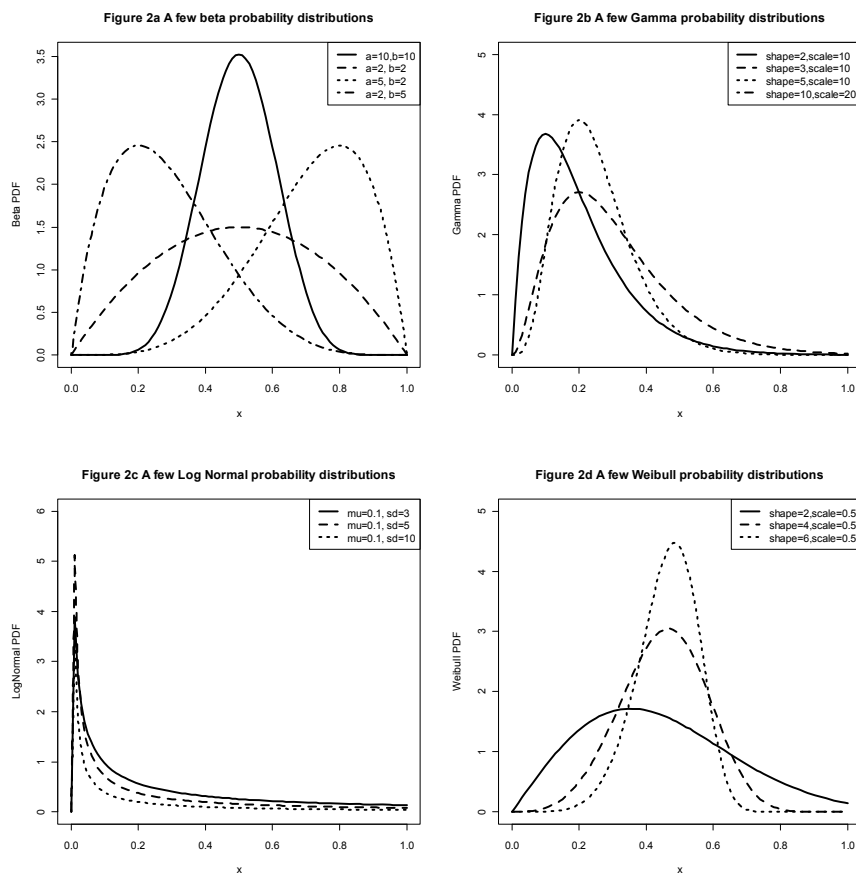 Figure 2a A few beta probability distributions
Beta PDF
3.5
3.0
2.5
2.0
1.5
1.0
0.5
0.0
a=10,b=10
a=2, b=2
a=5, b=2
a=2, b=5
0.0 0.2 0.4 0.6 0.8 1.0
x
Figure 2b A few Gamma probability distributions
Gamma PDF
5
4
3
2
1
0
shape=2,scale=10
shape=3,scale=10
shape=5,scale=10
shape=10,scale=20
0.0 0.2 0.4 0.6 0.8 1.0
x
Figure 2c A few Log Normal probability distributions
LogNormal PDF
6
5
4
3
2
1
0
mu=0.1, sd=3
mu=0.1, sd=5
mu=0.1, sd=10
0.0 0.2 0.4 0.6 0.8 1.0
x
Figure 2d A few Weibull probability distributions
Weibull PDF
5
4
3
2
1
0
shape=2,scale=0.5
shape=4,scale=0.5
shape=6,scale=0.5
0.0 0.2 0.4 0.6 0.8 1.0
x